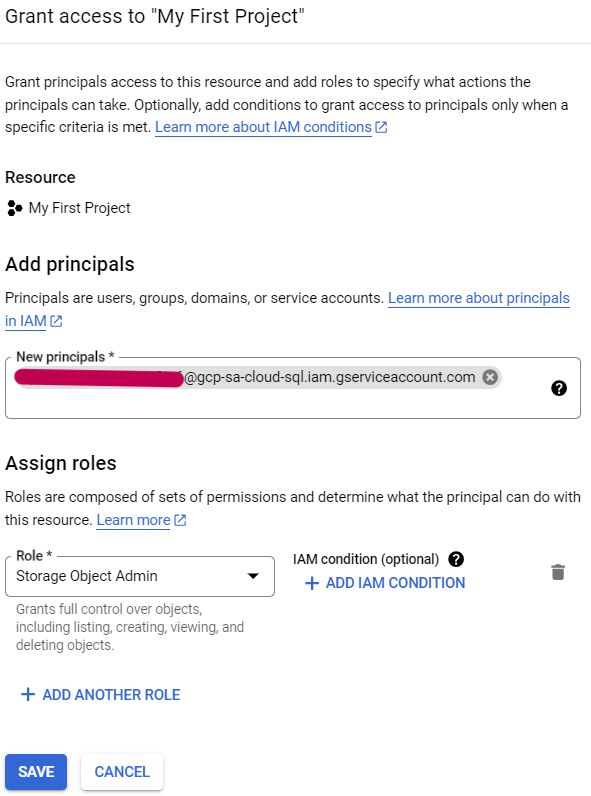 Grant access to "My First Project"
Grant principals access to this resource and add roles to specify what actions the
principals can take. Optionally, add conditions to grant access to principals only when a
specific criteria is met. Learn more about IAM conditions
Resource
My First Project
Add principals
Principals are users, groups, domains, or service accounts. Learn more about principals
in IAM
New principals *
@gcp-sa-cloud-sql.iam.gserviceaccount.com
Assign roles
Roles are composed of sets of permissions and determine what the principal can do with
this resource. Learn more
Role *
Storage Object Admin
IAM condition (optional)
+ ADD IAM CONDITION
Grants full control over objects,
including listing, creating, viewing, and
deleting objects.
+ ADD ANOTHER ROLE
SAVE
CANCEL